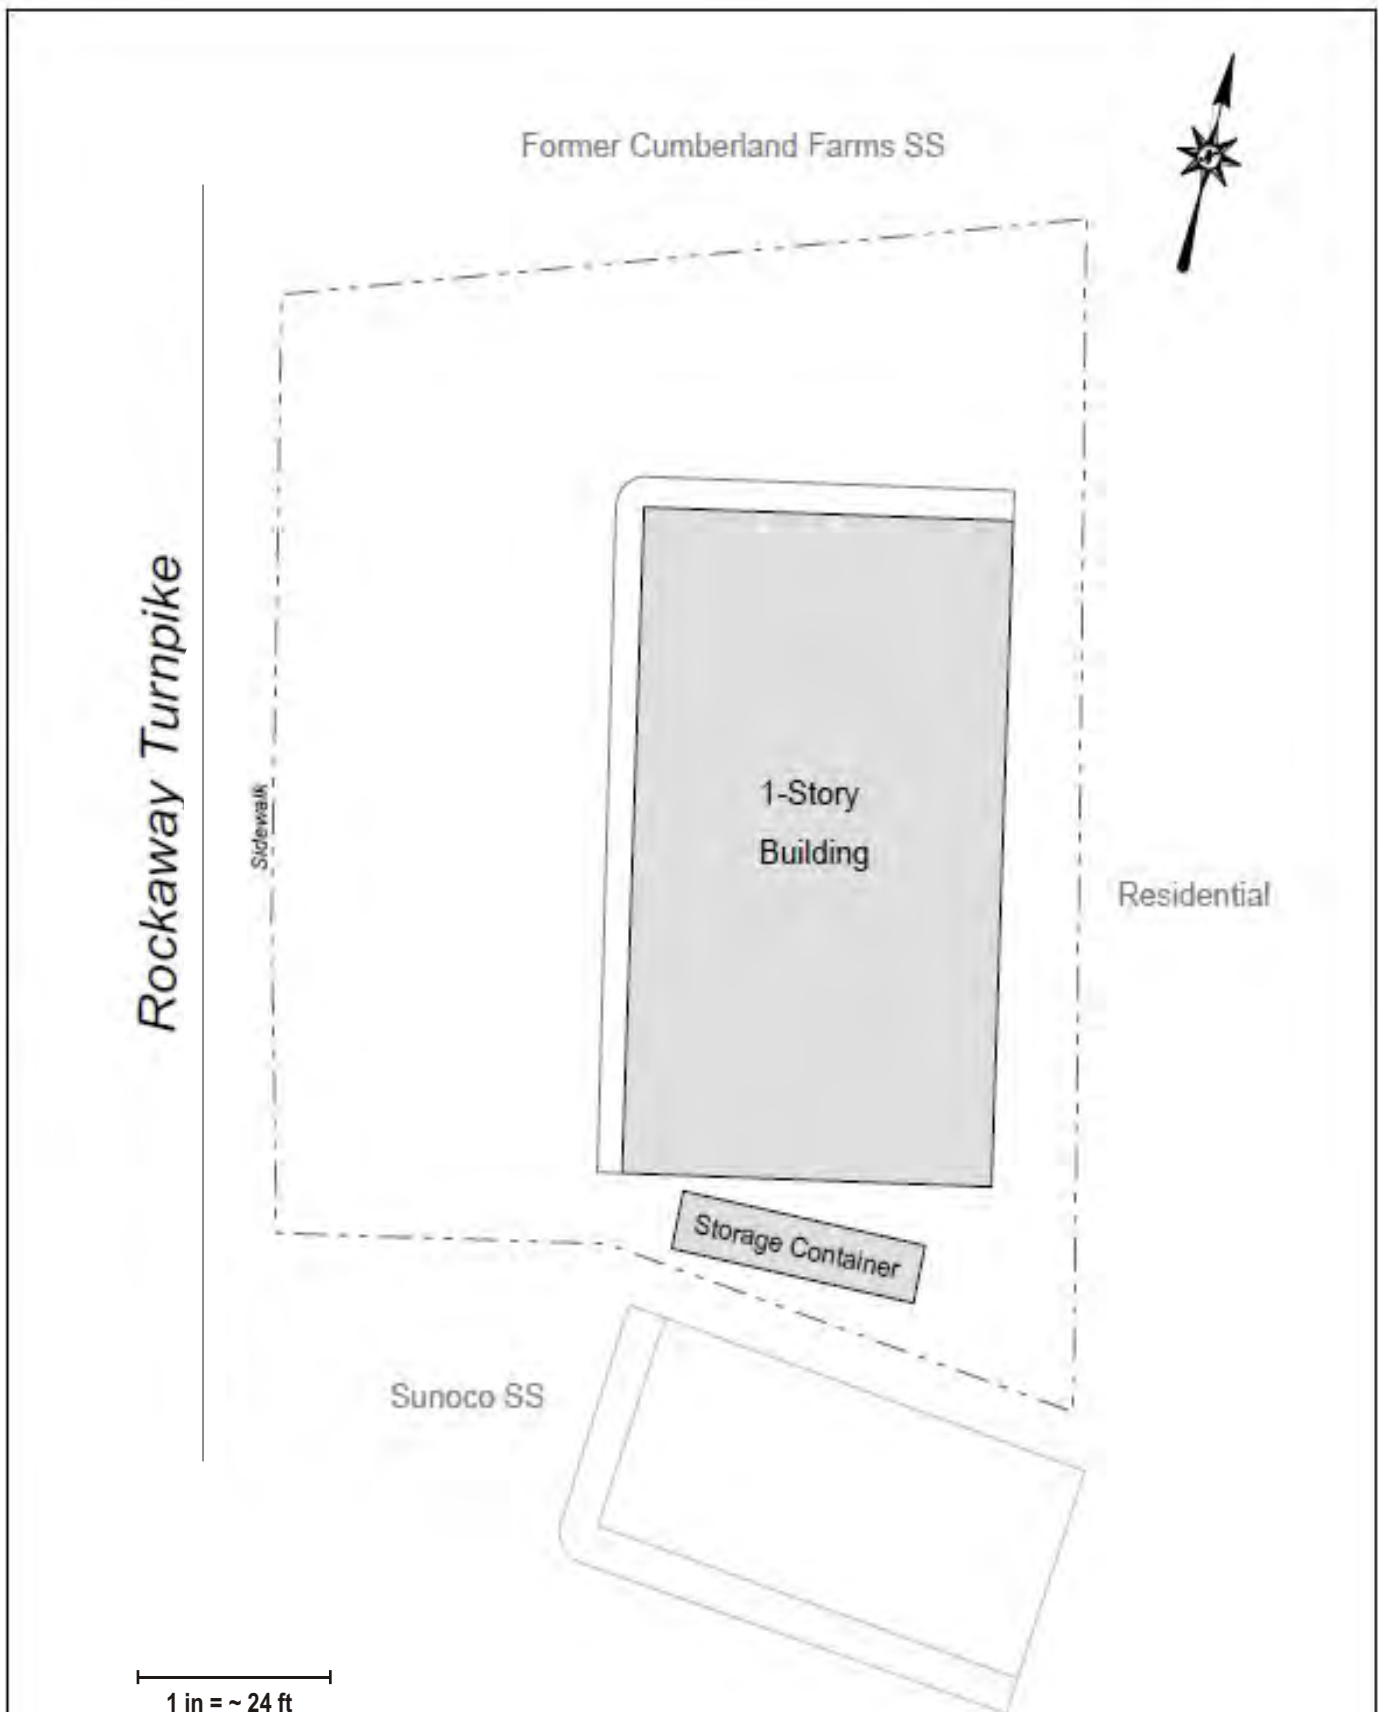 Former Cumberland Farms SS
Rockaway Turnpike
Sidewalk
1-Story
Building
Residential
Storage Container
Sunoco SS
1 in = ~ 24 ft